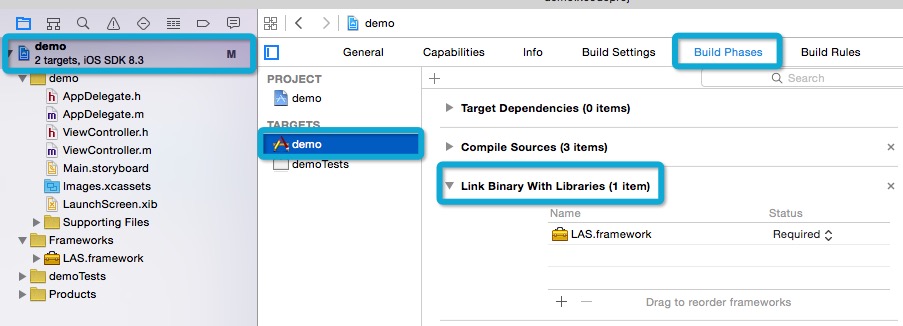 demo
demo
2 targets, iOS SDK 8.3
M
demo
AppDelegate.h
AppDelegate.m
ViewController.h
ViewController.m
Main.storyboard
Images.xcassets
LaunchScreen.xib
Supporting Files
Frameworks
LAS.framework
demoTests
Products
General
Capabilities
Info
Build Settings
Build Phases
Build Rules
PROJECT
demo
TARGETS
demo
demoTests
Search
Target Dependencies (0 items)
Compile Sources (3 items)
Link Binary With Libraries (1 item)
Name Status
LAS.framework Required
Drag to reorder frameworks